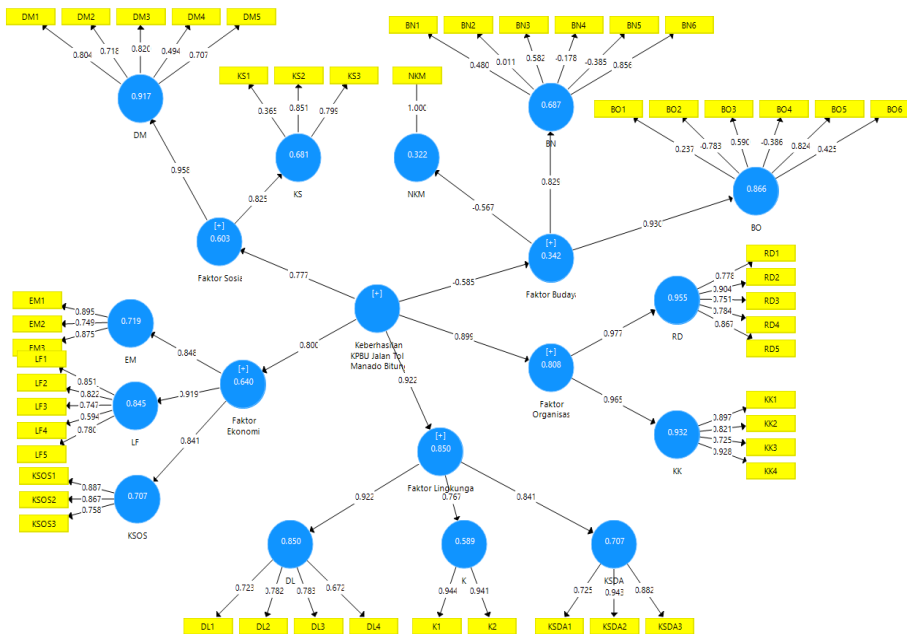 DM1 DM2 DM3 DM4 DM5
0.804 0.718 0.820 0.494 0.707
0.917
DM
KS1 KS2 KS3
0.365 0.851 0.799
0.681
KS
NKM
1.000
0.322
NKM
BN1 BN2 BN3 BN4 BN5 BN6
0.480 0.011 0.582 -0.178 -0.385 0.856
0.687
BN
BO1 BO2 BO3 BO4 BO5 BO6
0.237 -0.783 0.590 -0.386 0.824 0.425
0.866
BO
0.958
0.825
-0.567
0.829
0.930
[+]
0.603
Faktor Sosia
[+]
0.342
Faktor Buday
0.777
-0.585
[+]
Keberhasilan
KPBU Jalan Tol
Manado Bitun
0.800
0.922
0.899
EM1
EM2
EM3
0.895
0.749
0.875
0.719
EM
LF1
LF2
LF3
LF4
LF5
0.851
0.822
0.747
0.594
0.780
0.845
LF
KSOS1
KSOS2
KSOS3
0.887
0.867
0.758
0.707
KSOS
0.848
0.919
0.841
[+]
0.640
Faktor
Ekonomi
[+]
0.808
Faktor
Organisas
0.977
0.965
0.955
RD
0.778
0.904
0.751
0.784
0.867
RD1
RD2
RD3
RD4
RD5
0.932
KK
0.897
0.821
0.725
0.928
KK1
KK2
KK3
KK4
[+]
0.850
Faktor Lingkunga
0.922 0.767 0.841
0.850
DL
0.589
K
0.707
KSDA
0.723 0.782 0.783 0.672
0.944 0.941
0.725 0.943 0.882
DL1 DL2 DL3 DL4
K1 K2
KSDA1 KSDA2 KSDA3